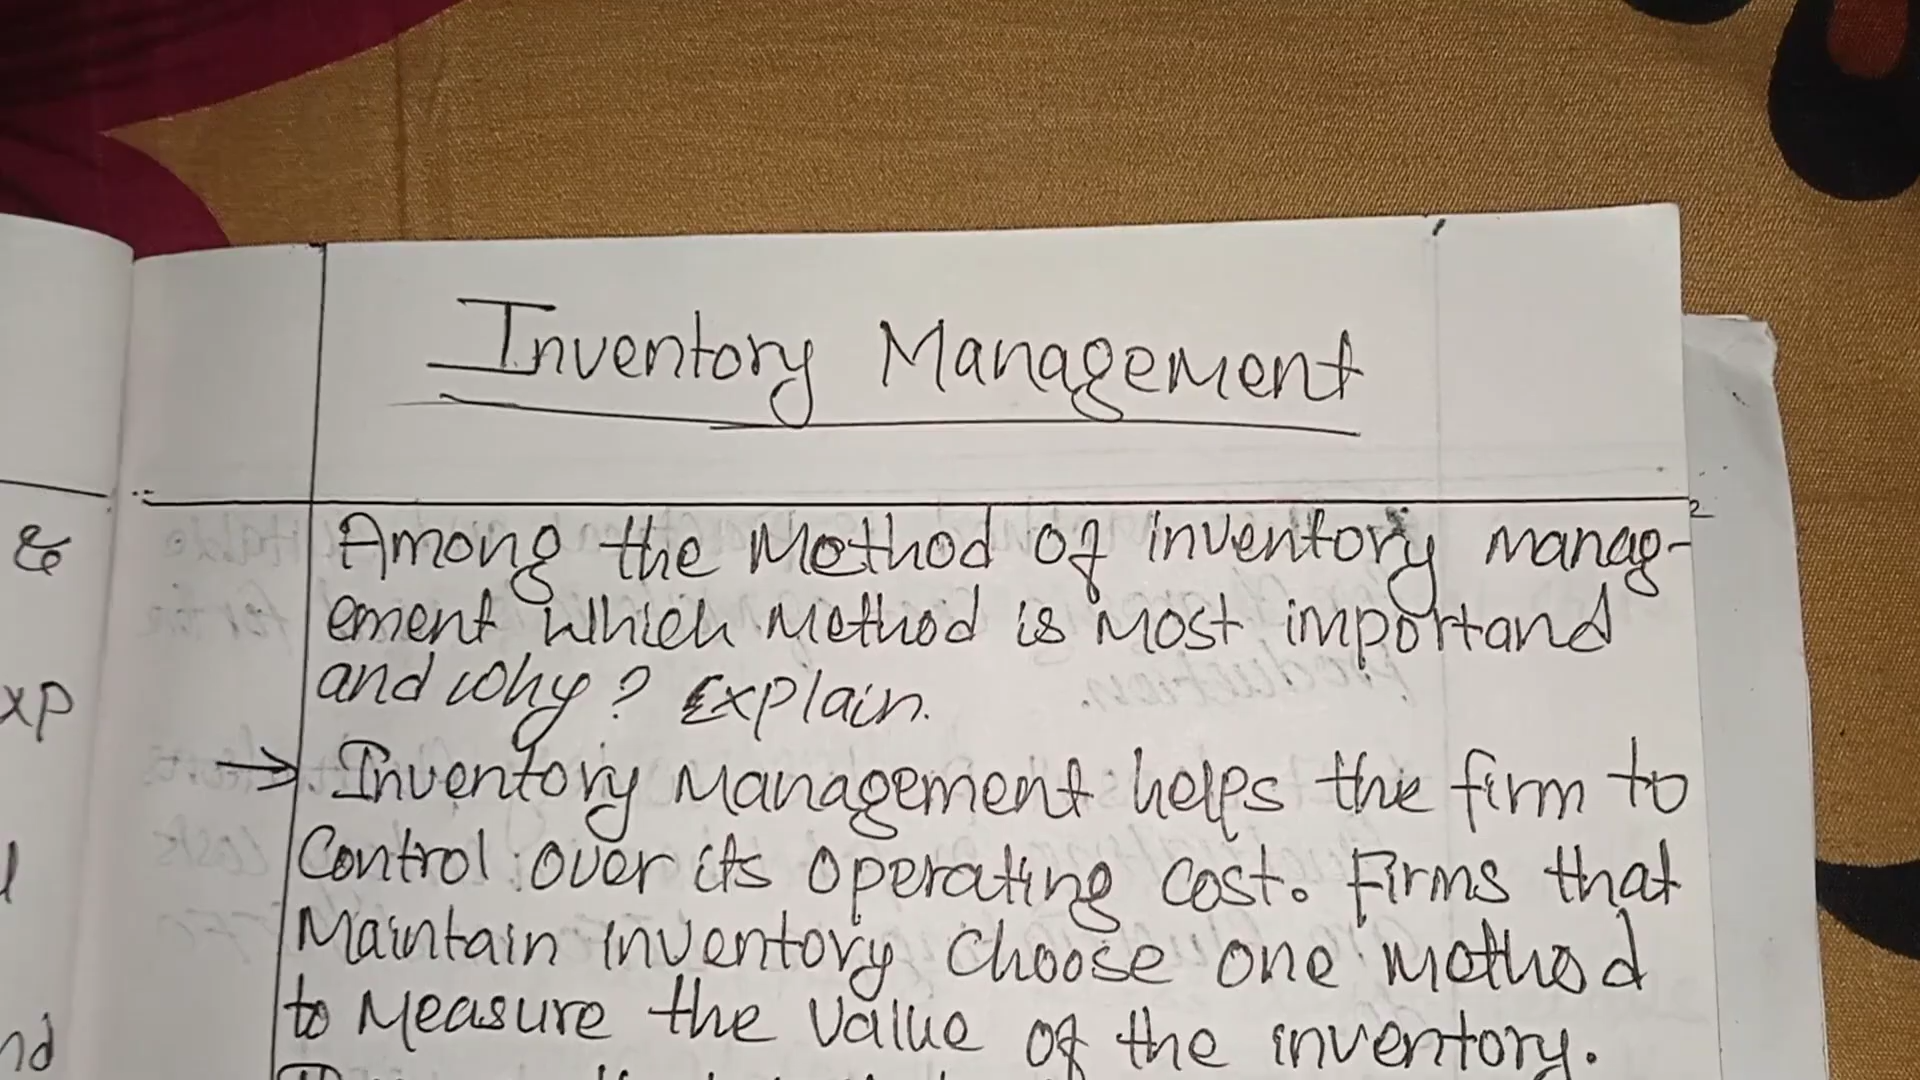 Inventory Management
Among the Method of inventory manag-
ement which Method is Most importand
and why? Explain.
→ Inventory Management helps the firm to
Control over its operating cost. Firms that
Maintain inventory choose one method
to Measure the value of the inventory.
&
xp
nd